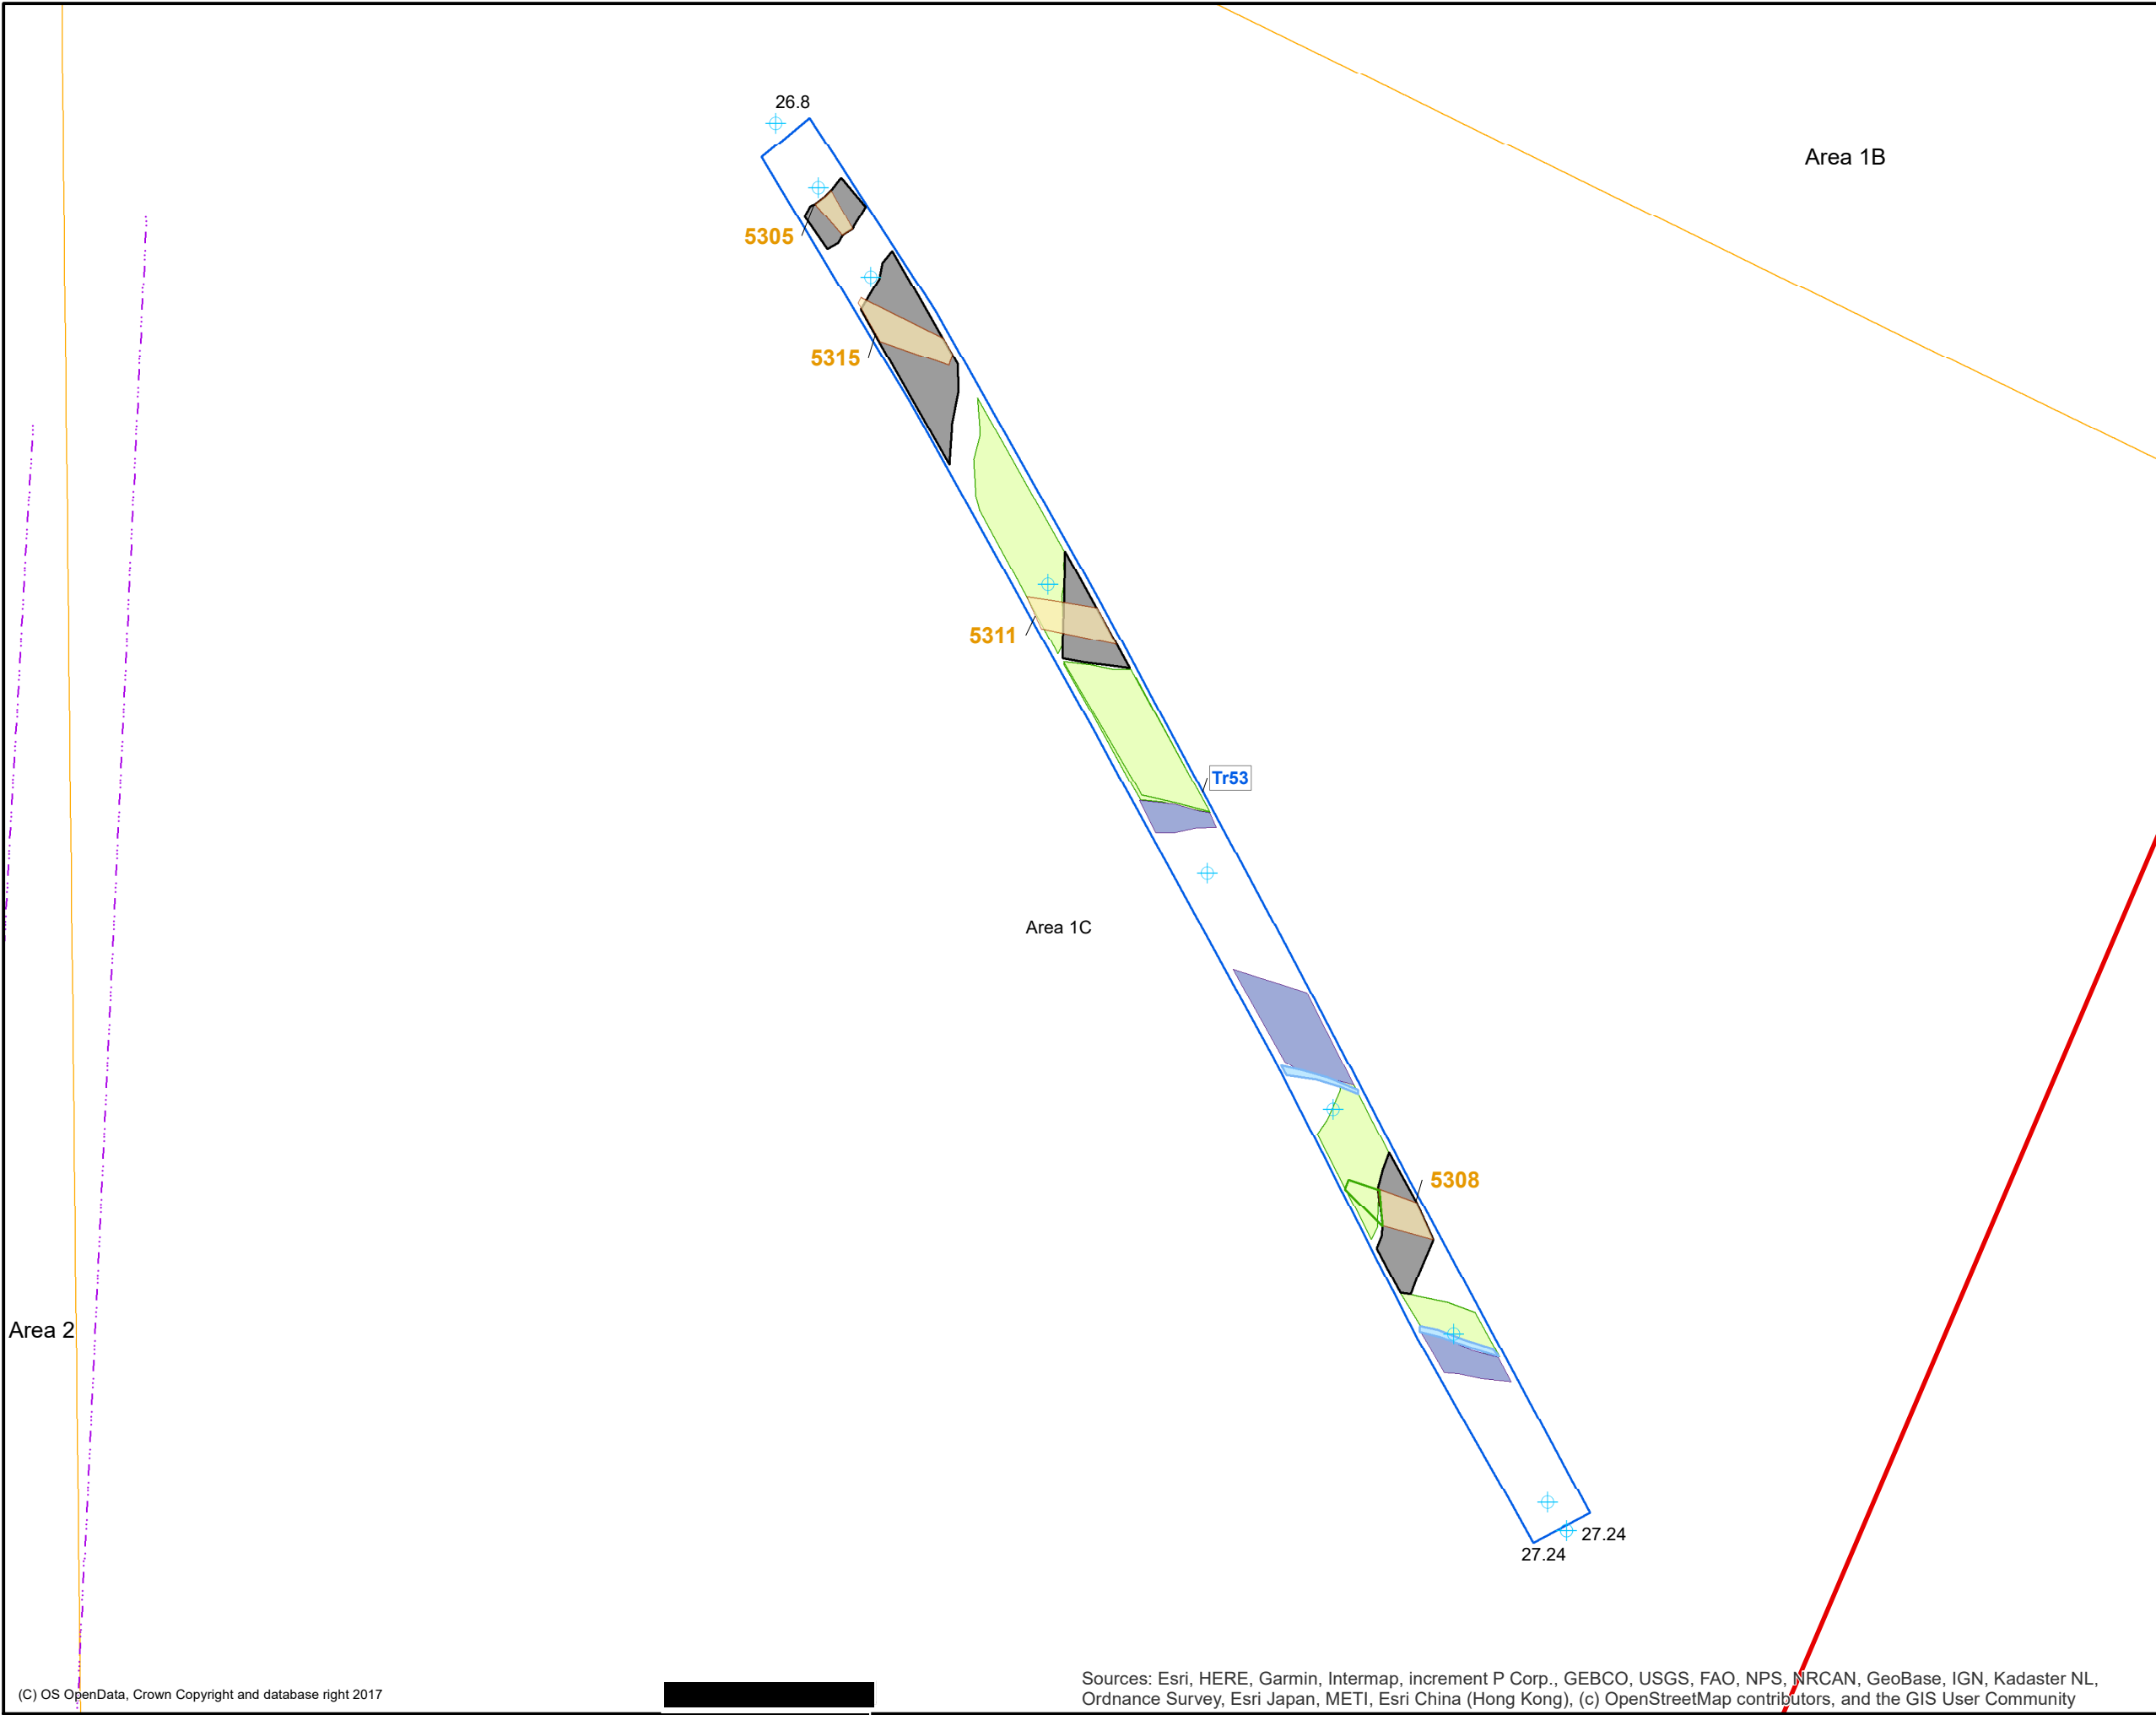 26.8
Area 1B
5305
5315
5311
Tr53
Area 1C
5308
Area 2
27.24
27.24
Sources: Esri, HERE, Garmin, Intermap, increment P Corp., GEBCO, USGS, FAO, NPS, NRCAN, GeoBase, IGN, Kadaster NL,
Ordnance Survey, Esri Japan, METI, Esri China (Hong Kong), (c) OpenStreetMap contributors, and the GIS User Community
(C) OS OpenData, Crown Copyright and database right 2017